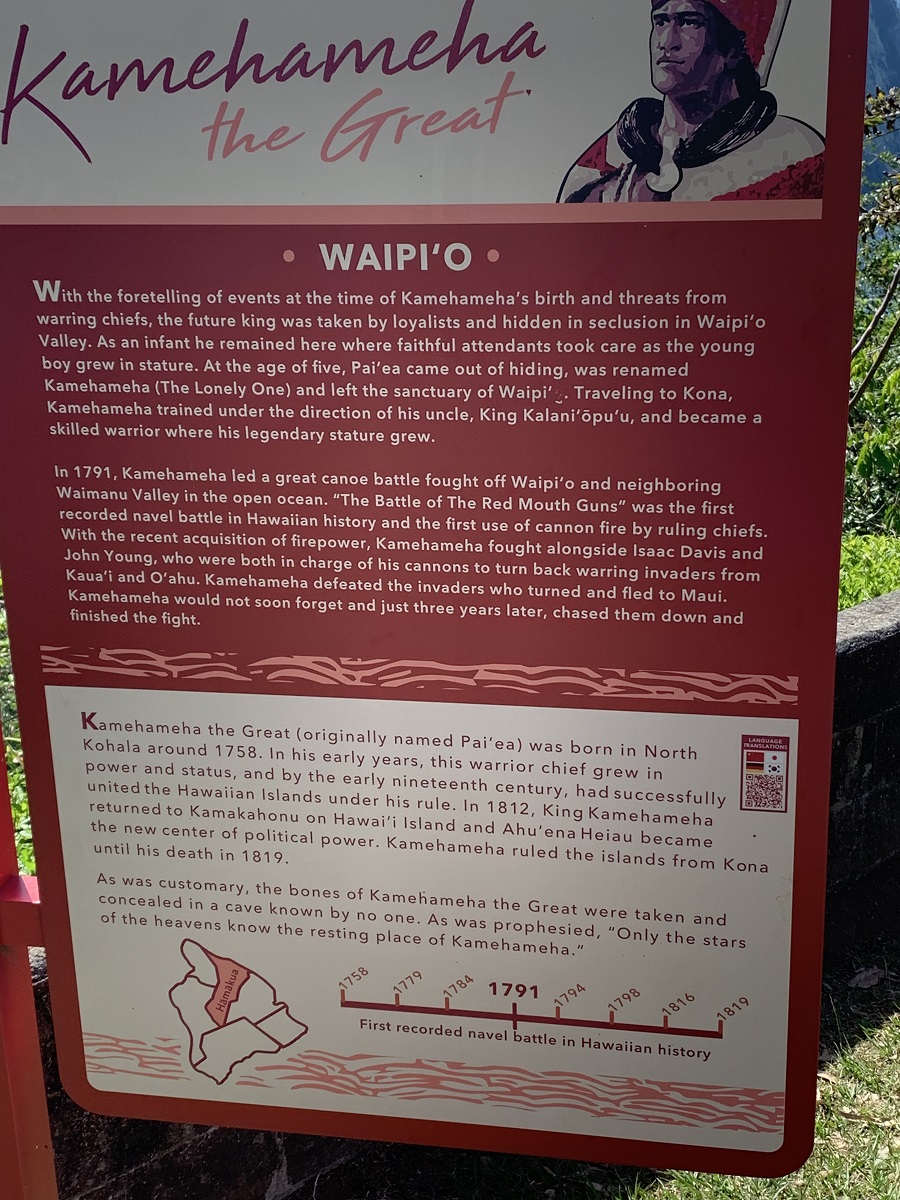 Kamehameha
the Great
• WAIPIʻO •
With the foretelling of events at the time of Kamehameha's birth and threats from
warring chiefs, the future king was taken by loyalists and hidden in seclusion in Waipiʻo
Valley. As an infant he remained here where faithful attendants took care as the young
boy grew in stature. At the age of five, Paiʻea came out of hiding, was renamed
Kamehameha (The Lonely One) and left the sanctuary of Waipiʻo. Traveling to Kona,
Kamehameha trained under the direction of his uncle, King Kalaniʻōpuʻu, and became a
skilled warrior where his legendary stature grew.
In 1791, Kamehameha led a great canoe battle fought off Waipiʻo and neighboring
Waimanu Valley in the open ocean. "The Battle of The Red Mouth Guns" was the first
recorded navel battle in Hawaiian history and the first use of cannon fire by ruling chiefs.
With the recent acquisition of firepower, Kamehameha fought alongside Isaac Davis and
John Young, who were both in charge of his cannons to turn back warring invaders from
Kauaʻi and Oʻahu. Kamehameha defeated the invaders who turned and fled to Maui.
Kamehameha would not soon forget and just three years later, chased them down and
finished the fight.
Kamehameha the Great (originally named Paiʻea) was born in North
Kohala around 1758. In his early years, this warrior chief grew in
power and status, and by the early nineteenth century, had successfully
united the Hawaiian Islands under his rule. In 1812, King Kamehameha
returned to Kamakahonu on Hawaiʻi Island and Ahuʻena Heiau became
the new center of political power. Kamehameha ruled the islands from Kona
until his death in 1819.
LANGUAGE
TRANSLATIONS
As was customary, the bones of Kamehameha the Great were taken and
concealed in a cave known by no one. As was prophesied, "Only the stars
of the heavens know the resting place of Kamehameha."
Hāmākua
1758 1779 1784 1791 1794 1798 1816 1819
First recorded navel battle in Hawaiian history